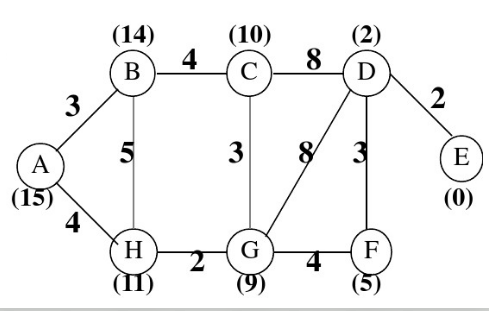 (14) (10) (2)
B 4 C 8 D
3 2
5 3 8 3 E
A
(15) (0)
4
H 2 G 4 F
(11) (9) (5)